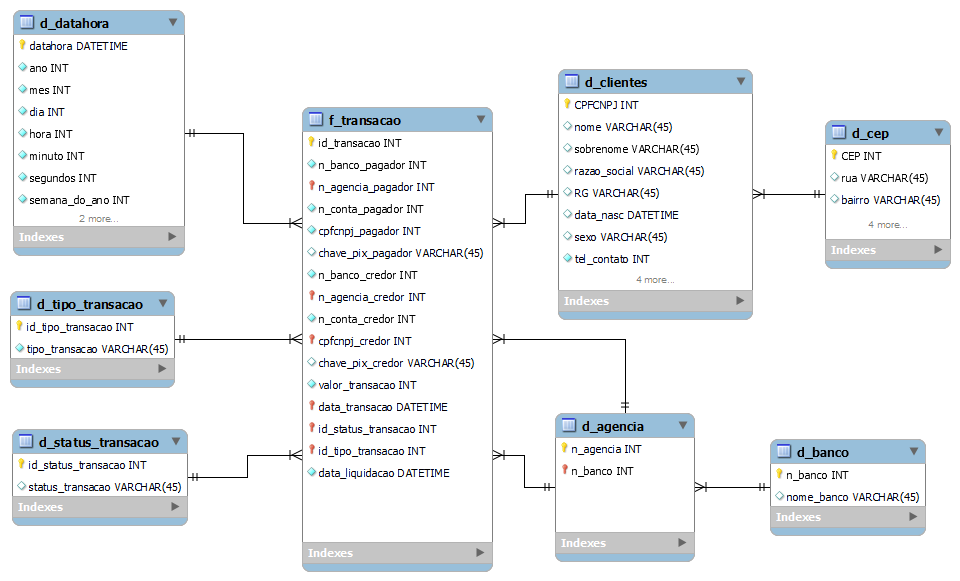 d_datahora
datahora DATETIME
ano INT
mes INT
dia INT
hora INT
minuto INT
segundos INT
semana_do_ano INT
2 more...
Indexes
d_tipo_transacao
id_tipo_transacao INT
tipo_transacao VARCHAR(45)
Indexes
d_status_transacao
id_status_transacao INT
status_transacao VARCHAR(45)
Indexes
f_transacao
id_transacao INT
n_banco_pagador INT
n_agencia_pagador INT
n_conta_pagador INT
cpfcnpj_pagador INT
chave_pix_pagador VARCHAR(45)
n_banco_credor INT
n_agencia_credor INT
n_conta_credor INT
cpfcnpj_credor INT
chave_pix_credor VARCHAR(45)
valor_transacao INT
data_transacao DATETIME
id_status_transacao INT
id_tipo_transacao INT
data_liquidacao DATETIME
Indexes
d_clientes
CPFCNPJ INT
nome VARCHAR(45)
sobrenome VARCHAR(45)
razao_social VARCHAR(45)
RG VARCHAR(45)
data_nasc DATETIME
sexo VARCHAR(45)
tel_contato INT
4 more...
Indexes
d_cep
CEP INT
rua VARCHAR(45)
bairro VARCHAR(45)
4 more...
Indexes
d_agencia
n_agencia INT
n_banco INT
Indexes
d_banco
n_banco INT
nome_banco VARCHAR(45)
Indexes